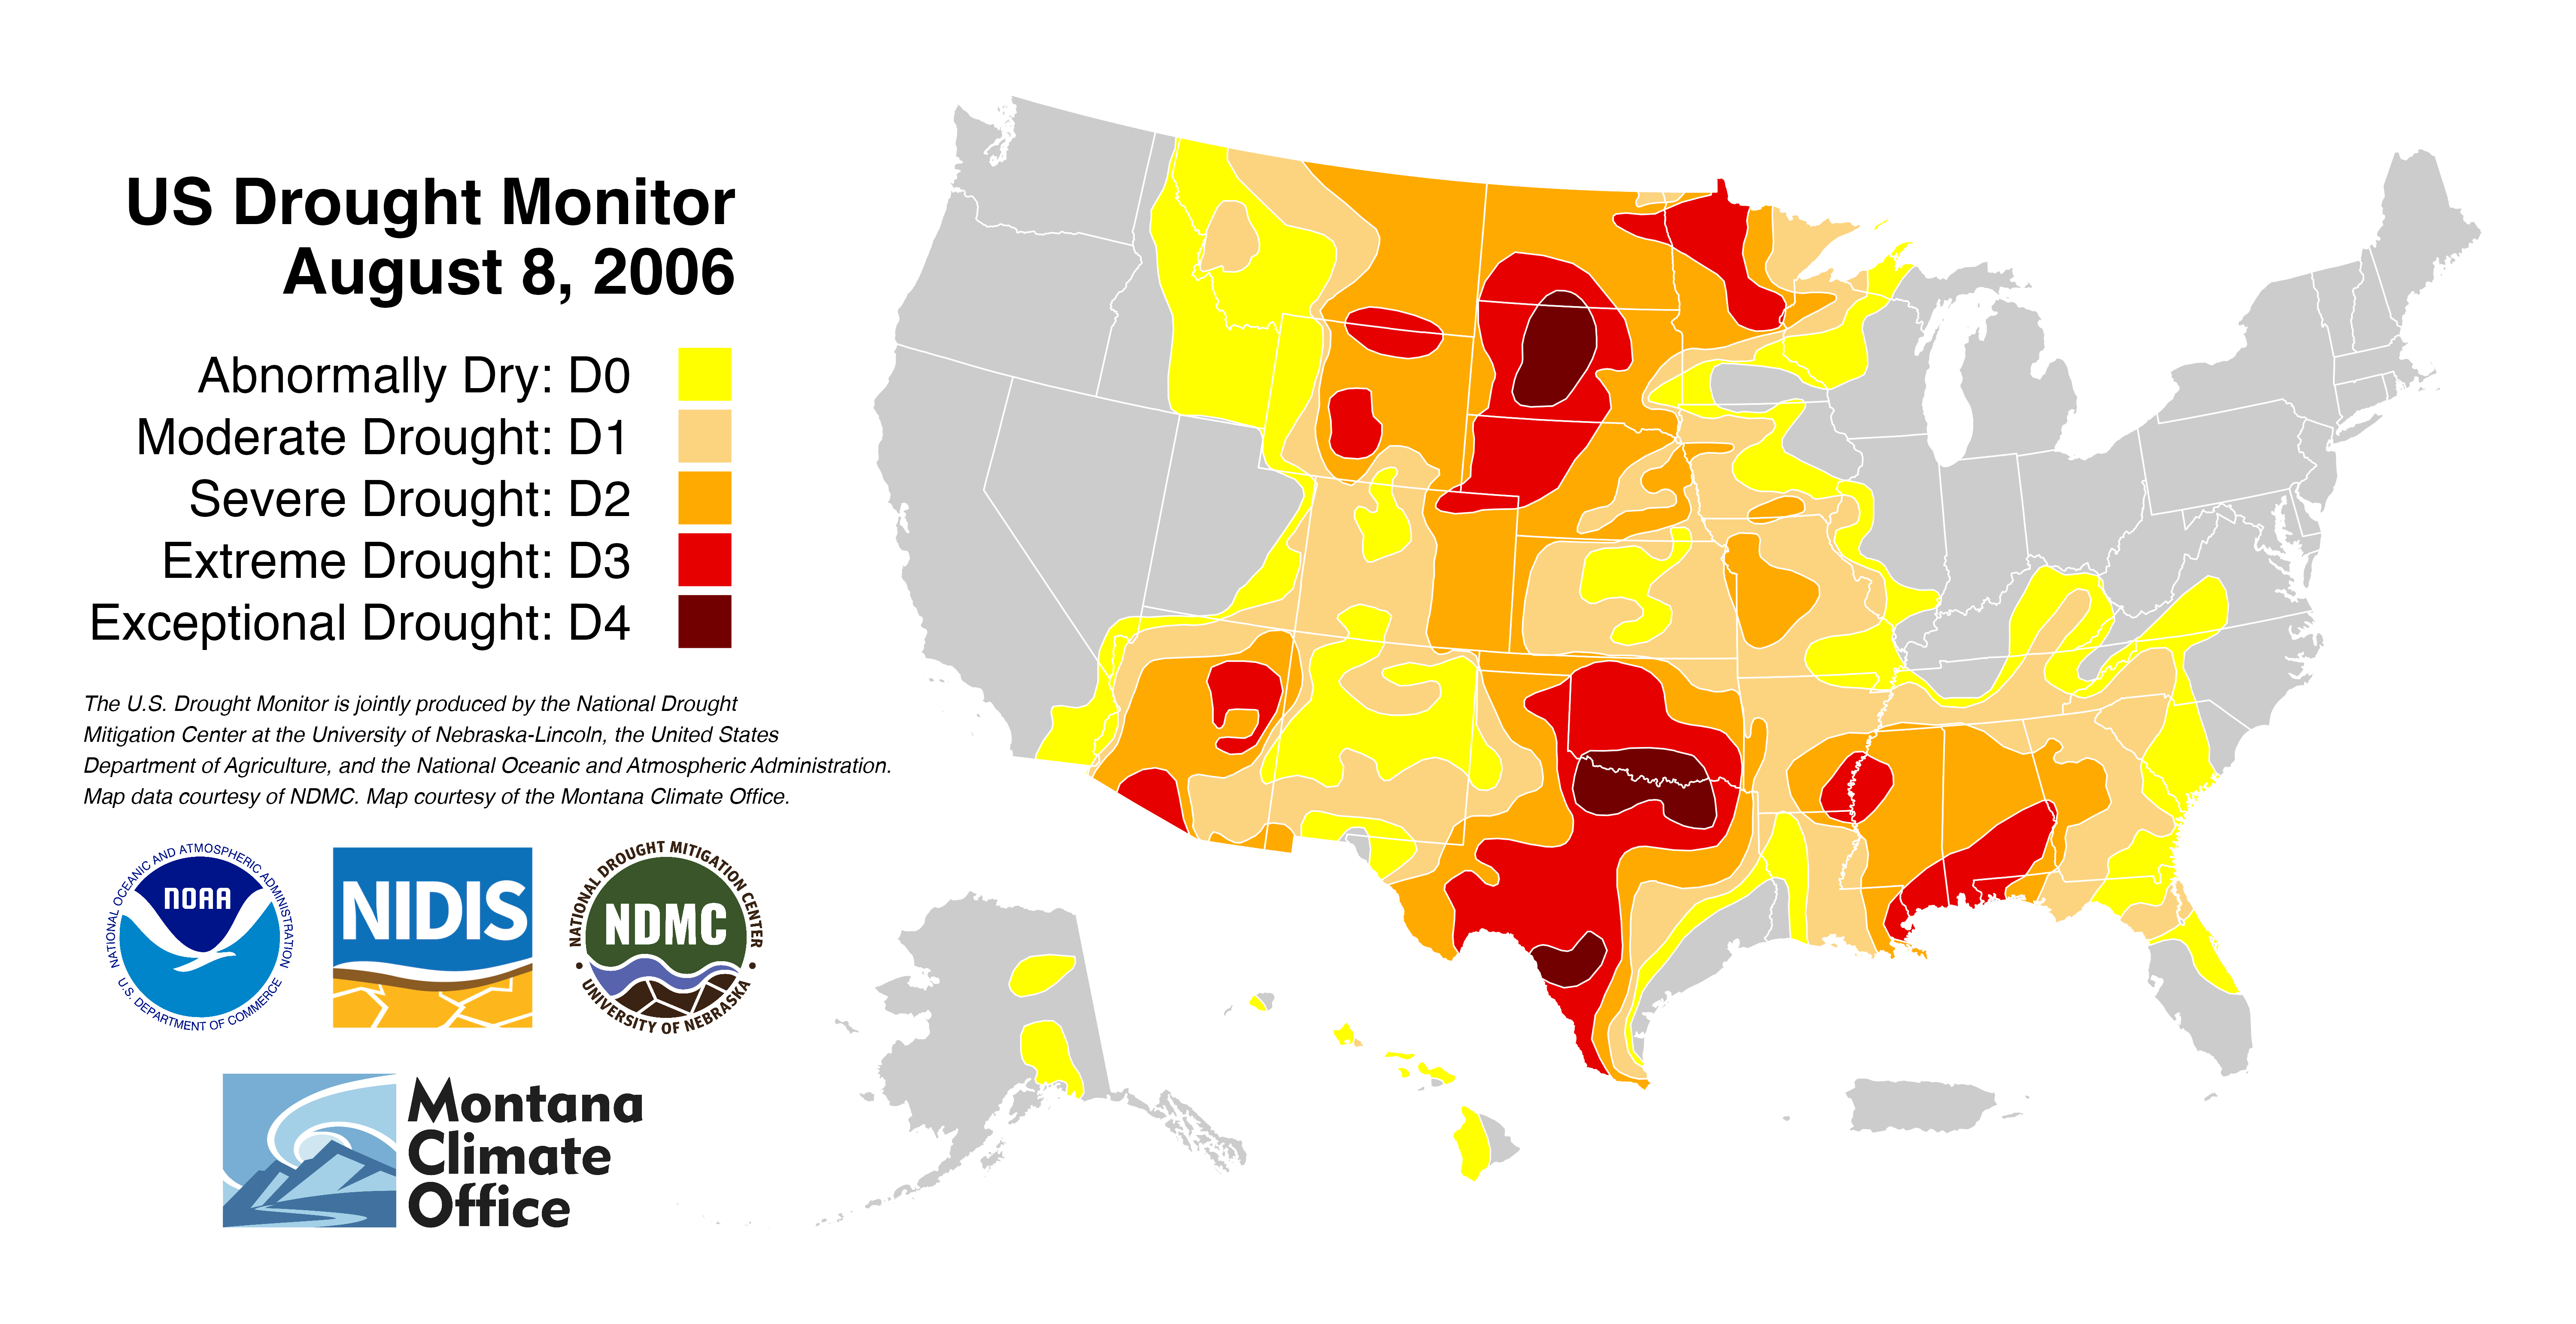 US Drought Monitor
August 8, 2006
Abnormally Dry: D0
Moderate Drought: D1
Severe Drought: D2
Extreme Drought: D3
Exceptional Drought: D4
The U.S. Drought Monitor is jointly produced by the National Drought
Mitigation Center at the University of Nebraska-Lincoln, the United States
Department of Agriculture, and the National Oceanic and Atmospheric Administration.
Map data courtesy of NDMC. Map courtesy of the Montana Climate Office.
NATIONAL OCEANIC AND ATMOSPHERIC ADMINISTRATION
NOAA
U.S. DEPARTMENT OF COMMERCE
NIDIS
NATIONAL DROUGHT MITIGATION CENTER
NDMC
UNIVERSITY OF NEBRASKA
Montana
Climate
Office